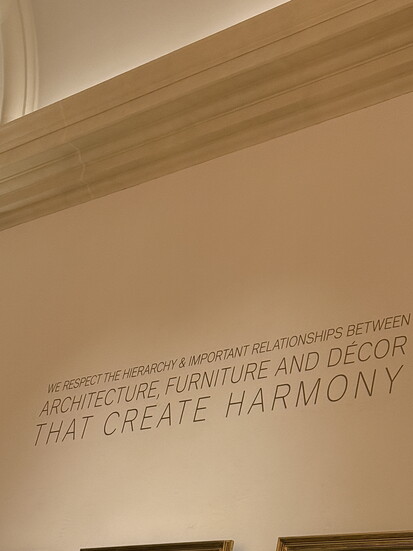 WE RESPECT THE HIERARCHY & IMPORTANT RELATIONSHIPS BETWEEN
ARCHITECTURE, FURNITURE AND DÉCOR
THAT CREATE HARMONY